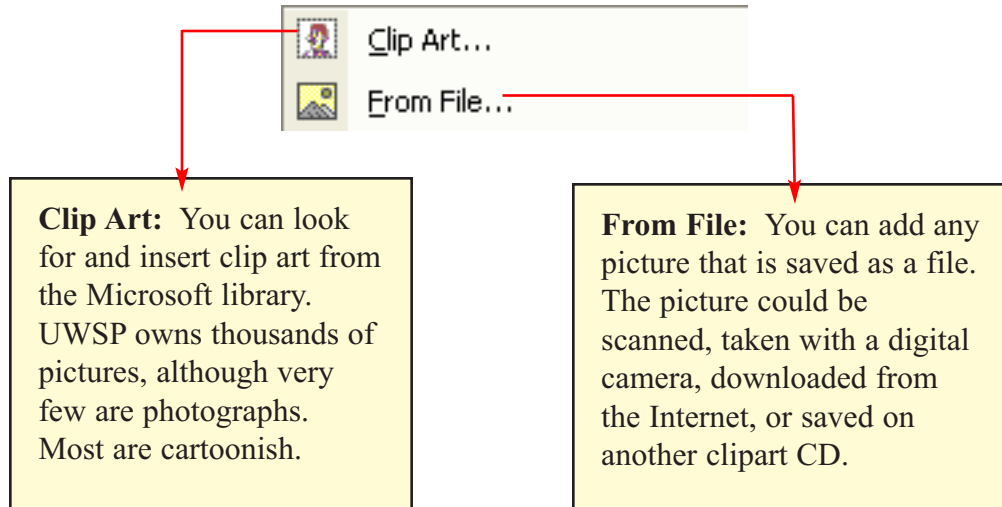 Clip Art...
From File...
Clip Art: You can look
for and insert clip art from
the Microsoft library.
UWSP owns thousands of
pictures, although very
few are photographs.
Most are cartoonish.
From File: You can add any
picture that is saved as a file.
The picture could be
scanned, taken with a digital
camera, downloaded from
the Internet, or saved on
another clipart CD.